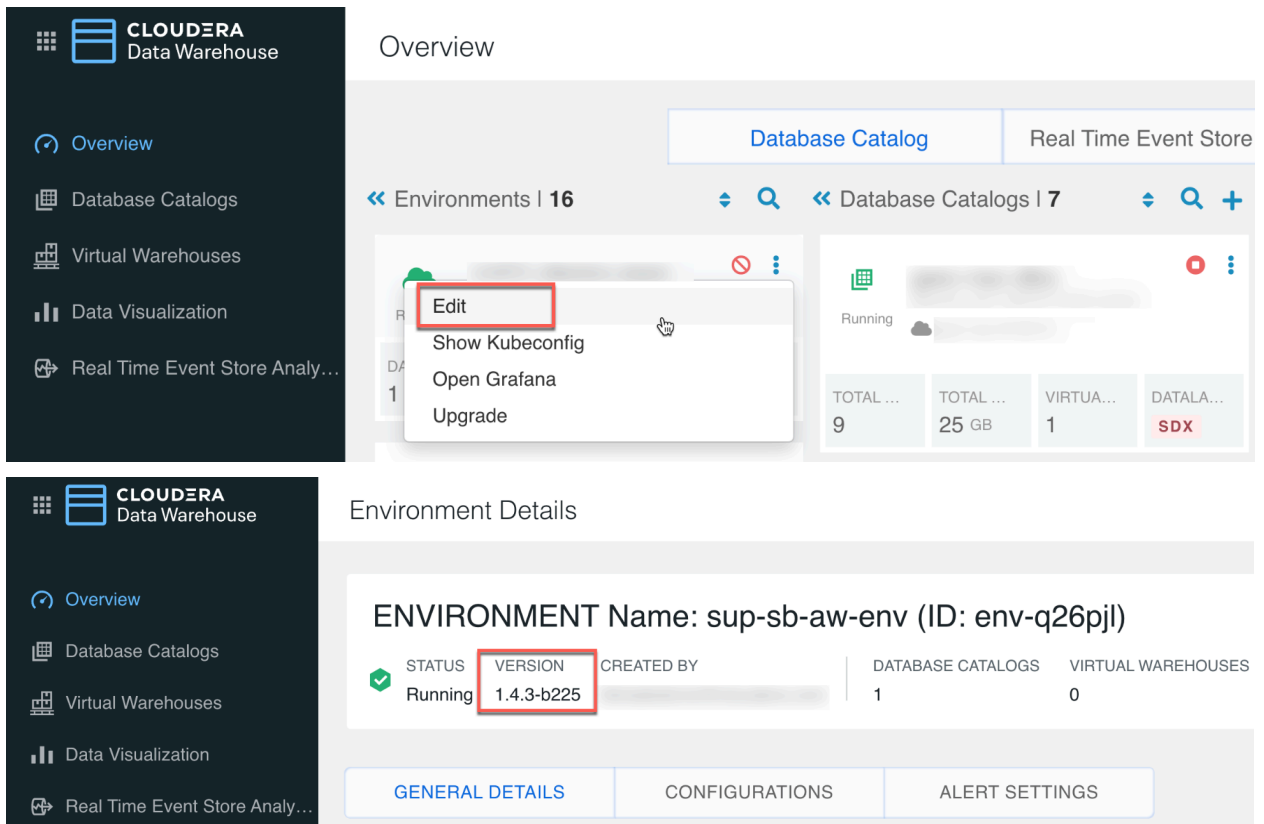 CLOUDERA
Data Warehouse
Overview
Database Catalogs
Virtual Warehouses
Data Visualization
Real Time Event Store Analy...
Overview
Database Catalog
Real Time Event Store
Environments | 16
Database Catalogs | 7
Edit
Show Kubeconfig
Open Grafana
Upgrade
R
DA
1
Running
TOTAL ...
9
TOTAL ...
25 GB
VIRTUA...
1
DATALA...
SDX
CLOUDERA
Data Warehouse
Overview
Database Catalogs
Virtual Warehouses
Data Visualization
Real Time Event Store Analy...
Environment Details
ENVIRONMENT Name: sup-sb-aw-env (ID: env-q26pjl)
STATUS
Running
VERSION
1.4.3-b225
CREATED BY
DATABASE CATALOGS
1
VIRTUAL WAREHOUSES
0
GENERAL DETAILS
CONFIGURATIONS
ALERT SETTINGS